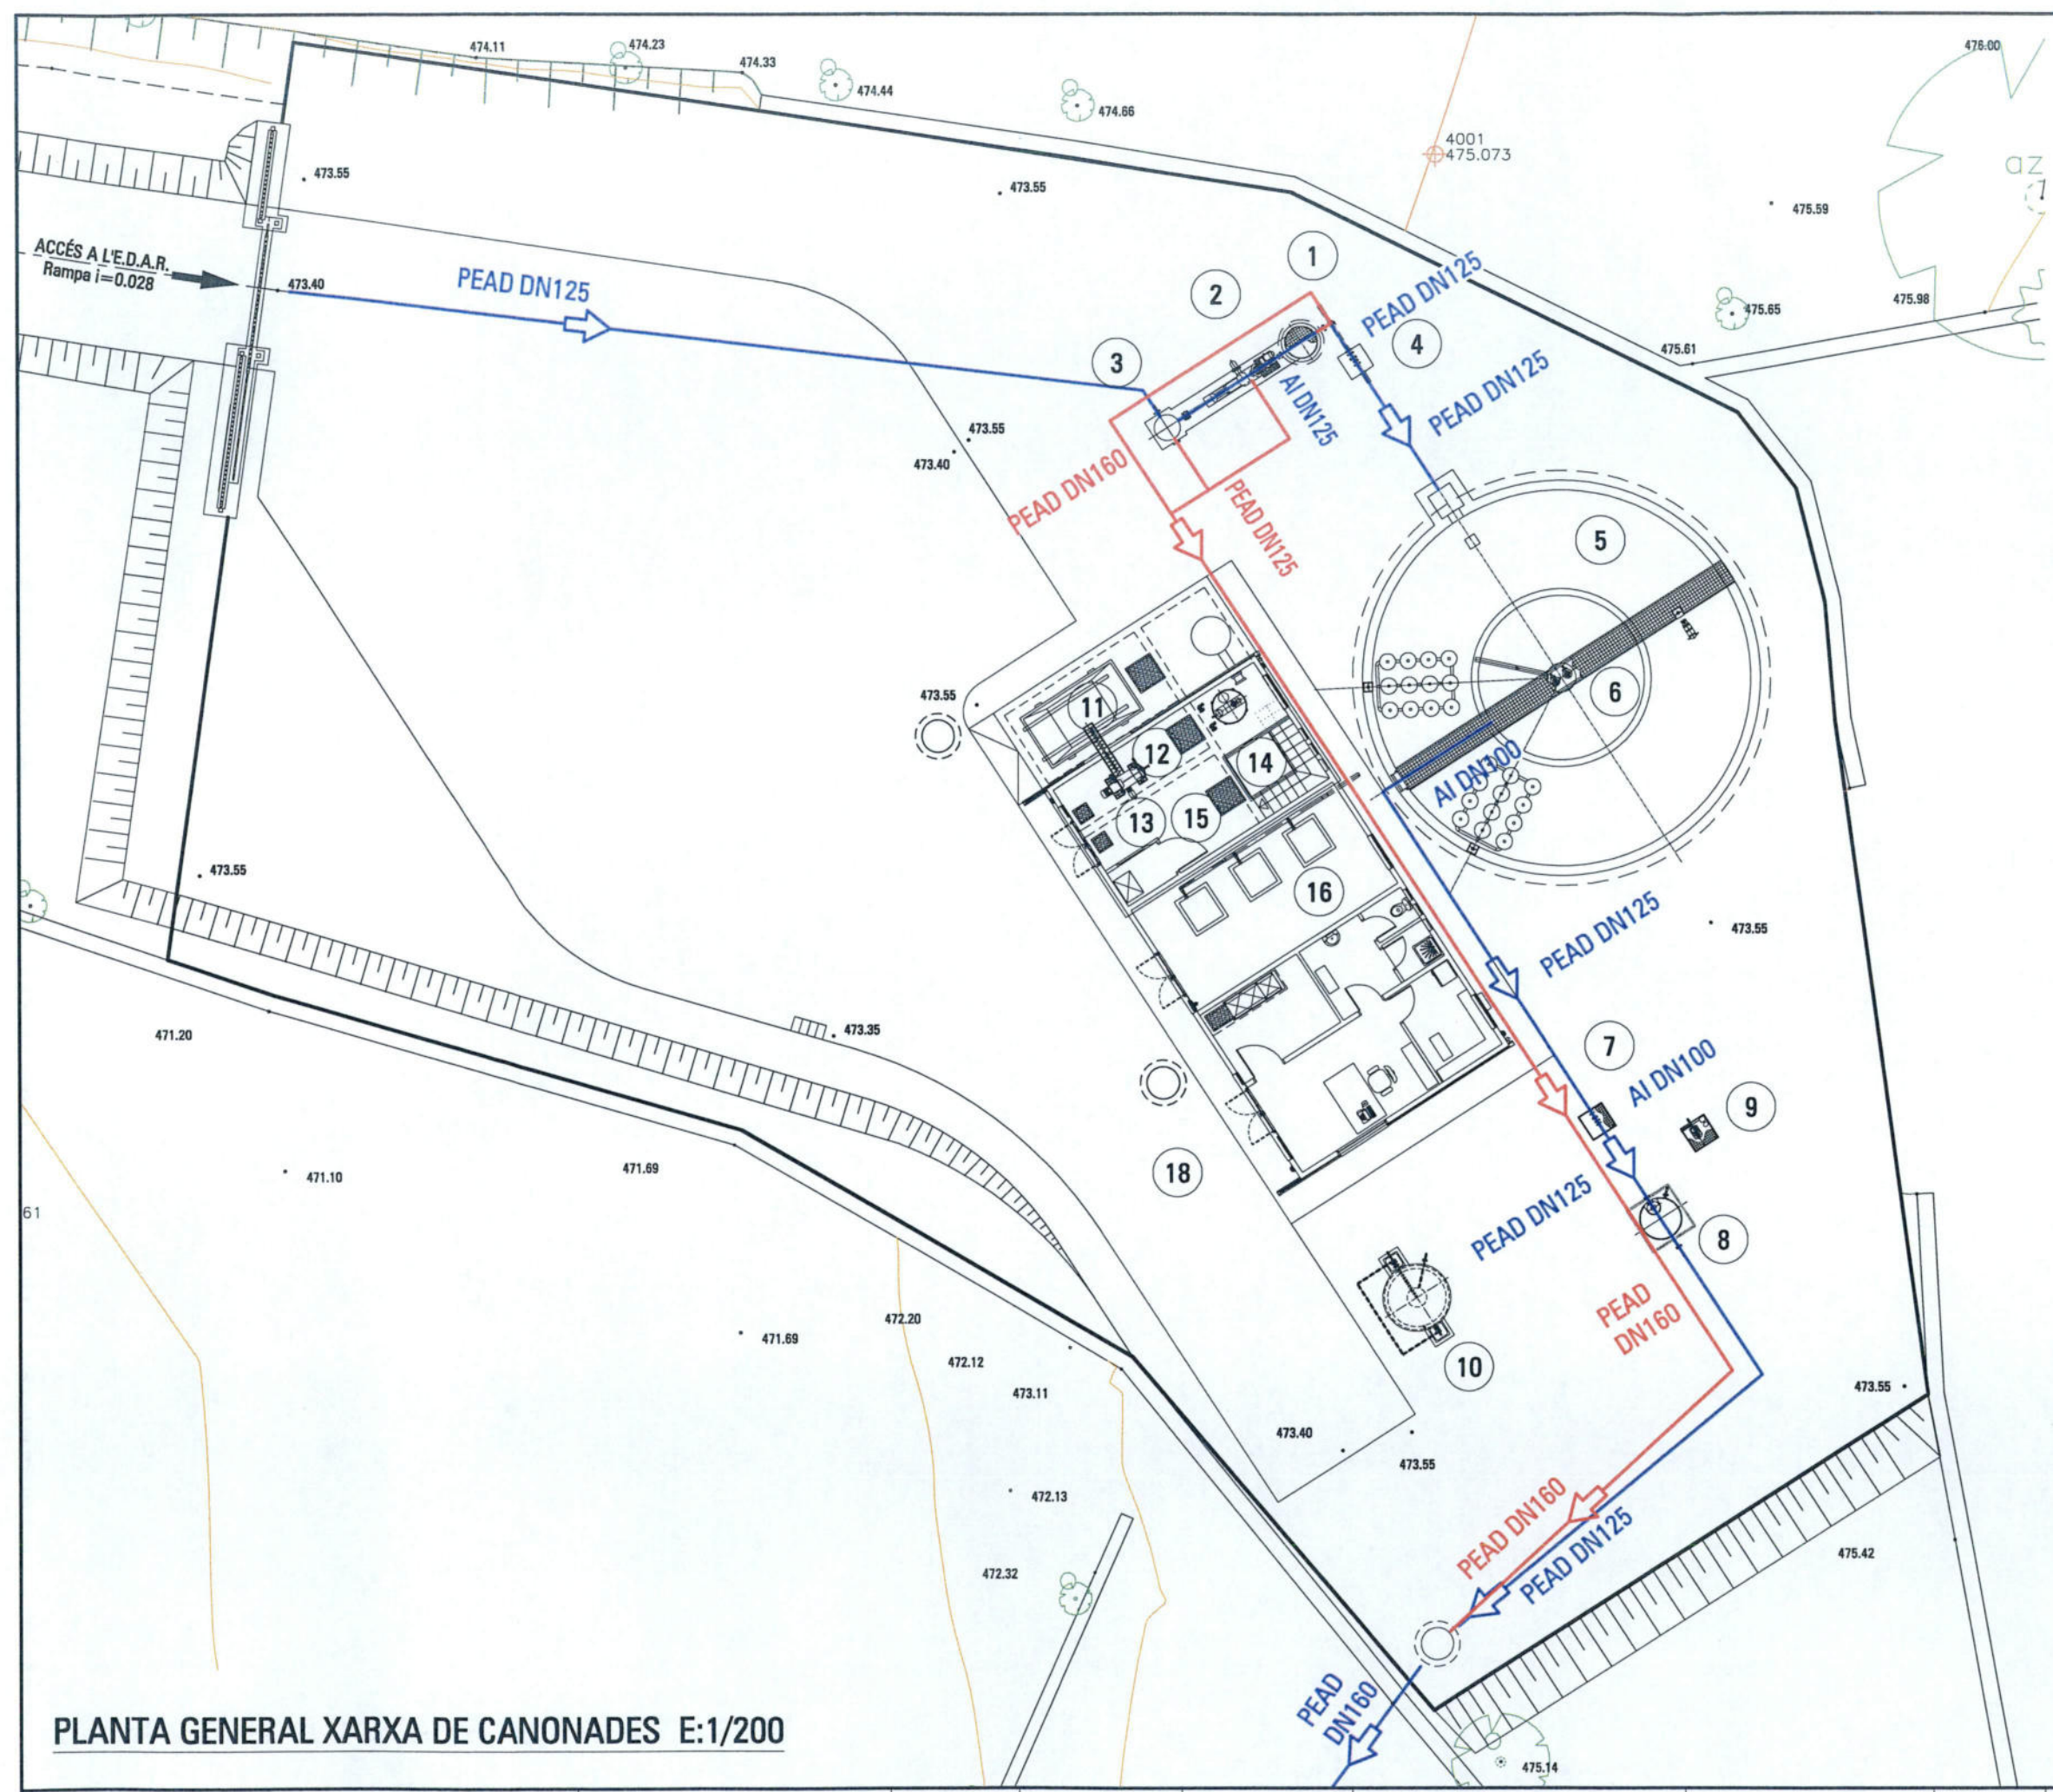 474.11
474.23
474.33
474.44
474.66
476.00
4001
475.073
az
473.55
473.55
475.59
ACCÉS A L'E.D.A.R.
Rampa i=0.028
473.40
PEAD DN125
1
2
PEAD DN125
4
475.98
475.65
475.61
3
AI DN125
PEAD DN125
473.55
473.40
PEAD DN160
PEAD DN125
5
6
473.55
11
12
14
AI DN100
13
15
16
473.55
PEAD DN125
473.55
471.20
473.35
7
AI DN100
9
471.10
471.69
18
61
PEAD DN125
8
PEAD
DN160
472.20
471.69
472.12
10
473.11
473.55
473.40
473.55
472.13
PEAD DN160
PEAD DN125
472.32
475.42
PEAD
DN160
475.14
PLANTA GENERAL XARXA DE CANONADES E:1/200